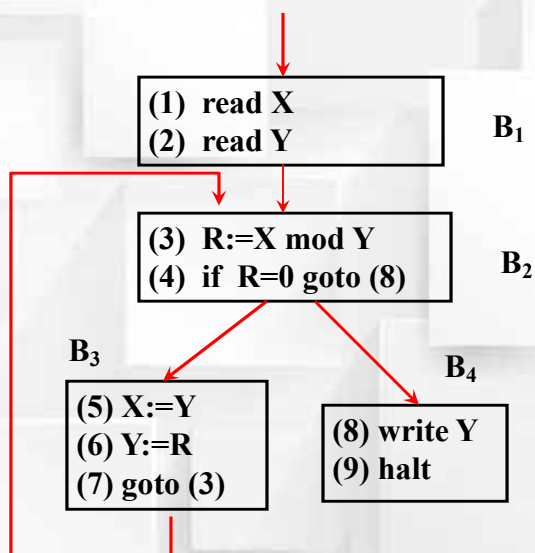 (1) read X
(2) read Y
B₁
(3) R:=X mod Y
(4) if R=0 goto (8)
B₂
B₃
B₄
(5) X:=Y
(6) Y:=R
(7) goto (3)
(8) write Y
(9) halt